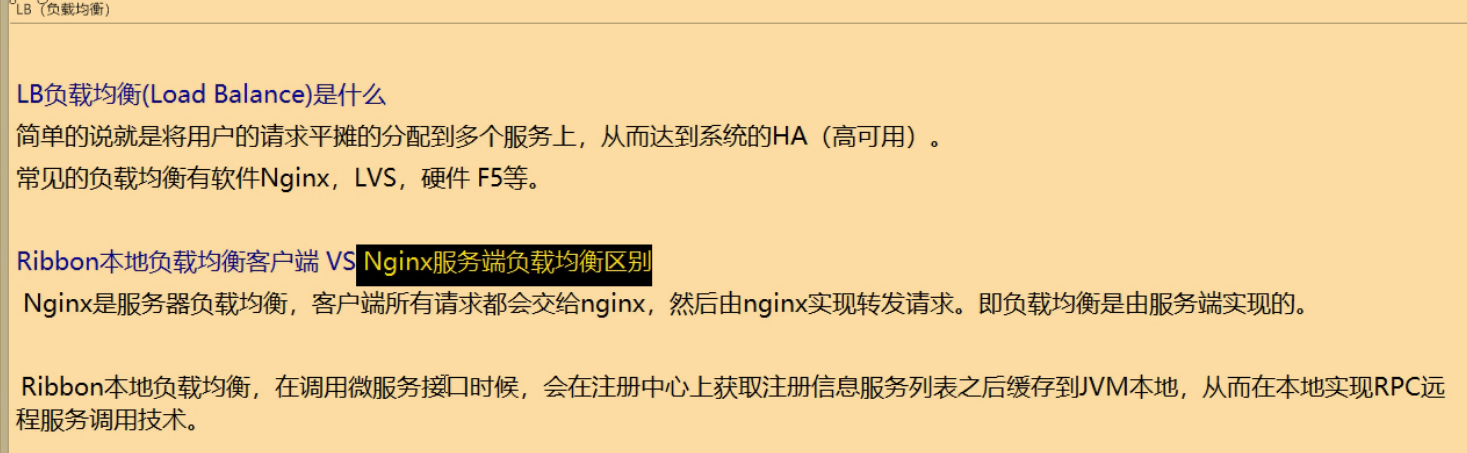 LB（负载均衡）
LB负载均衡(Load Balance)是什么
简单的说就是将用户的请求平摊的分配到多个服务上，从而达到系统的HA（高可用）。
常见的负载均衡有软件Nginx，LVS，硬件 F5等。
Ribbon本地负载均衡客户端 VS Nginx服务端负载均衡区别
Nginx是服务器负载均衡，客户端所有请求都会交给nginx，然后由nginx实现转发请求。即负载均衡是由服务端实现的。
Ribbon本地负载均衡，在调用微服务接口时候，会在注册中心上获取注册信息服务列表之后缓存到JVM本地，从而在本地实现RPC远
程服务调用技术。